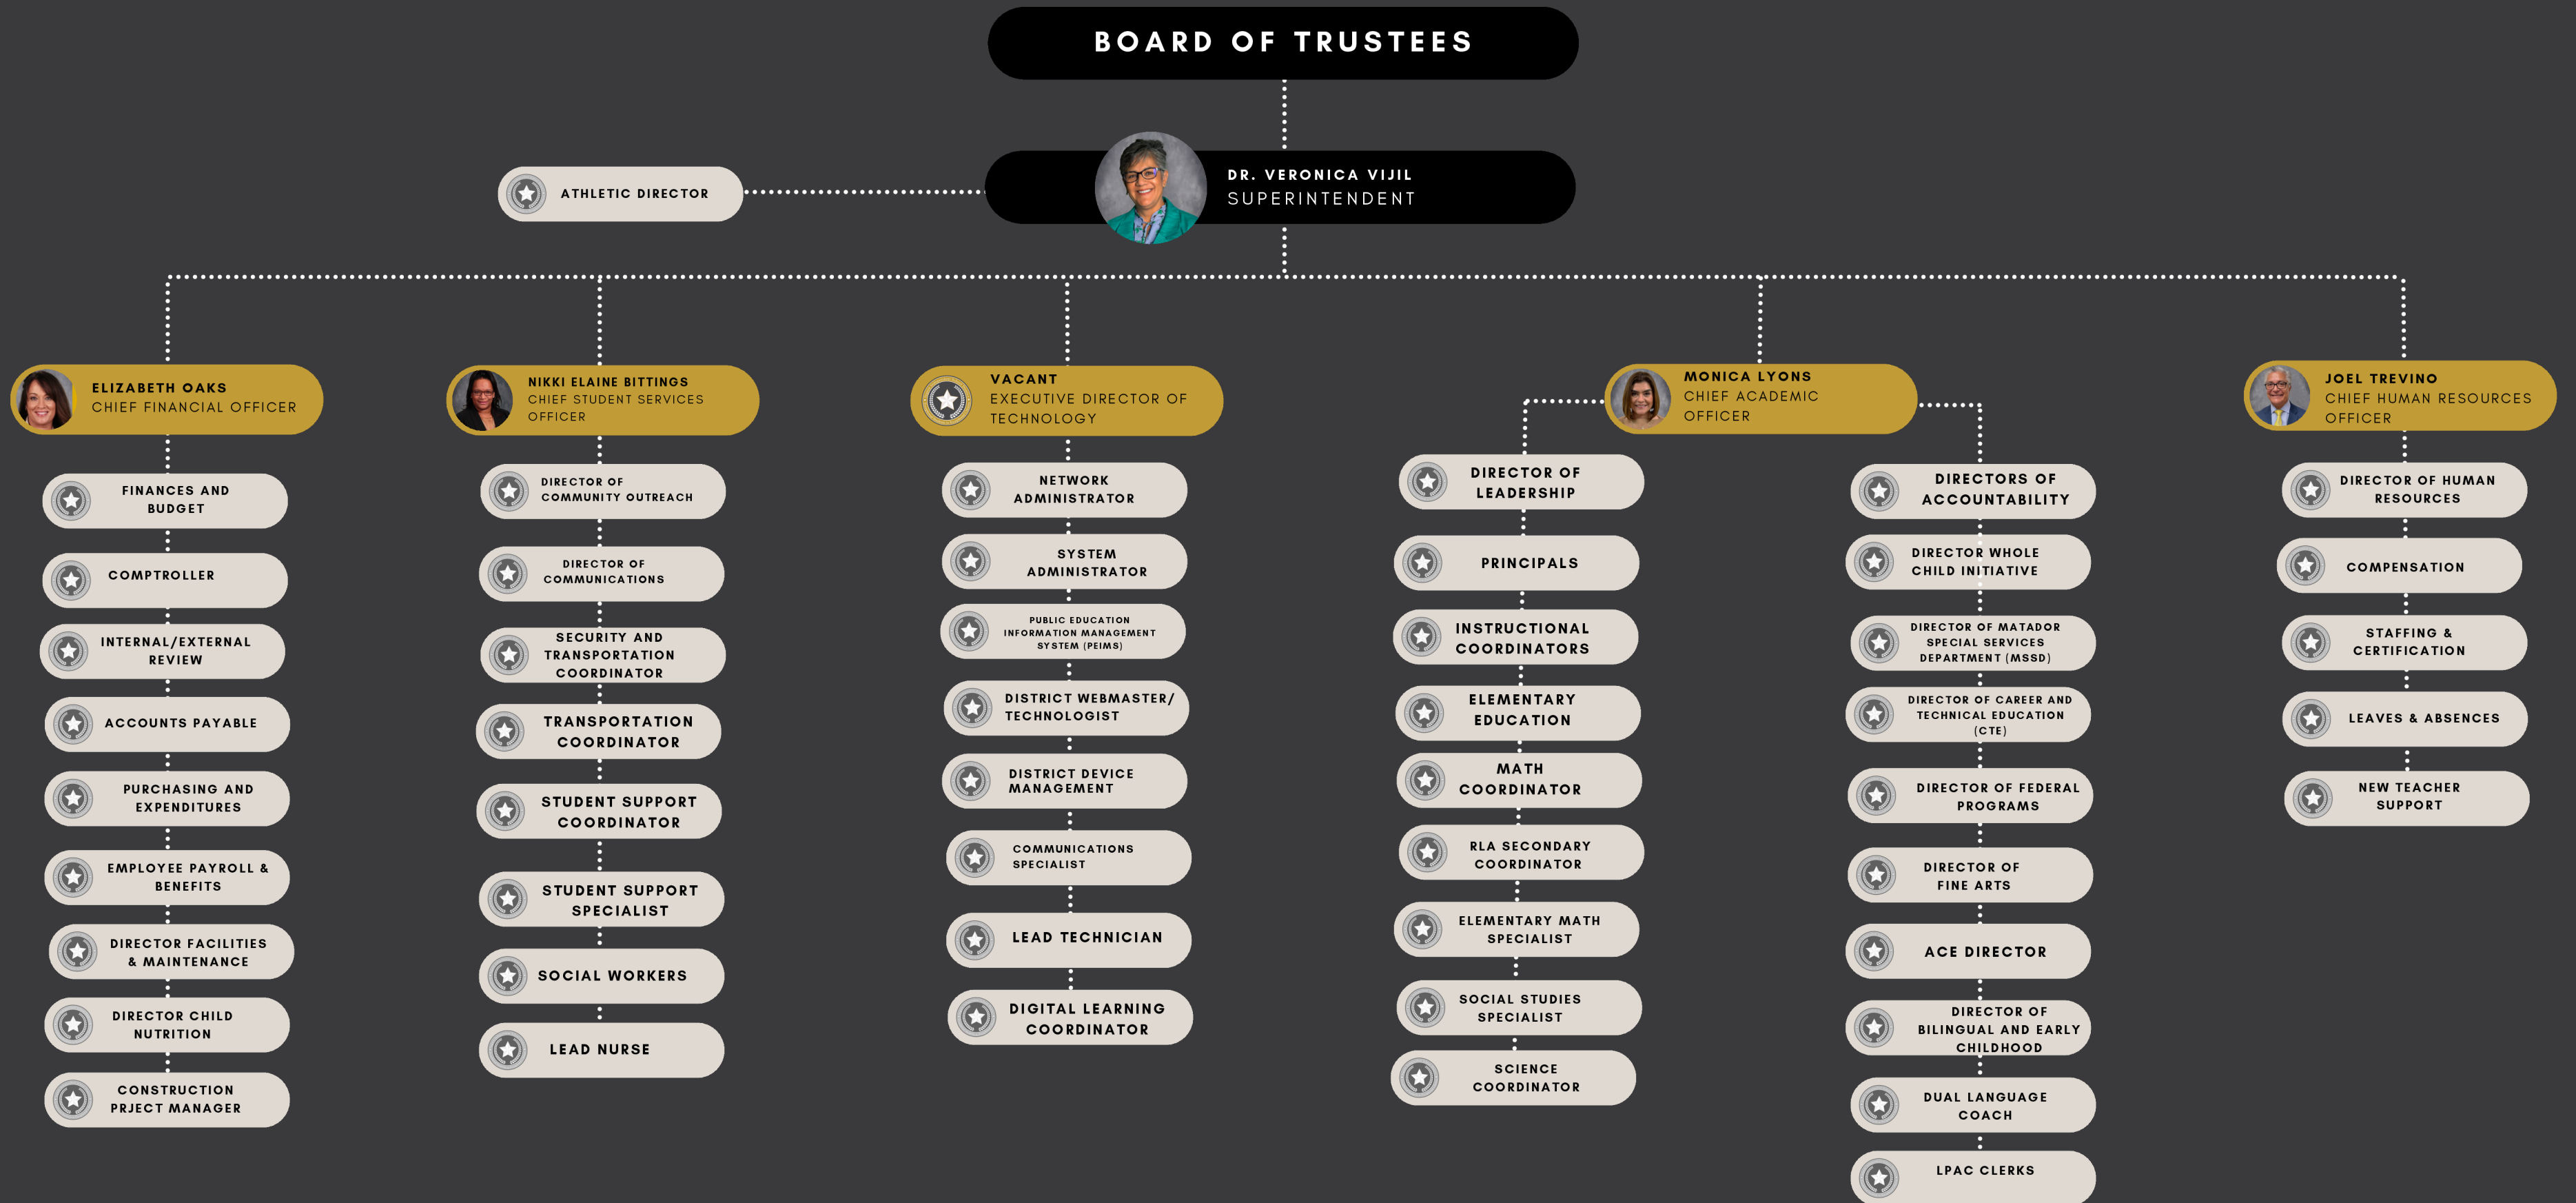 BOARD OF TRUSTEES
DR. VERONICA VIJIL
SUPERINTENDENT
ATHLETIC DIRECTOR
ELIZABETH OAKS
CHIEF FINANCIAL OFFICER
FINANCES AND
BUDGET
COMPTROLLER
INTERNAL/EXTERNAL
REVIEW
ACCOUNTS PAYABLE
PURCHASING AND
EXPENDITURES
EMPLOYEE PAYROLL &
BENEFITS
DIRECTOR FACILITIES
& MAINTENANCE
DIRECTOR CHILD
NUTRITION
CONSTRUCTION
PRJECT MANAGER
NIKKI ELAINE BITTINGS
CHIEF STUDENT SERVICES
OFFICER
DIRECTOR OF
COMMUNITY OUTREACH
DIRECTOR OF
COMMUNICATIONS
SECURITY AND
TRANSPORTATION
COORDINATOR
TRANSPORTATION
COORDINATOR
STUDENT SUPPORT
COORDINATOR
STUDENT SUPPORT
SPECIALIST
SOCIAL WORKERS
LEAD NURSE
VACANT
EXECUTIVE DIRECTOR OF
TECHNOLOGY
NETWORK
ADMINISTRATOR
SYSTEM
ADMINISTRATOR
PUBLIC EDUCATION
INFORMATION MANAGEMENT
SYSTEM (PEIMS)
DISTRICT WEBMASTER/
TECHNOLOGIST
DISTRICT DEVICE
MANAGEMENT
COMMUNICATIONS
SPECIALIST
LEAD TECHNICIAN
DIGITAL LEARNING
COORDINATOR
MONICA LYONS
CHIEF ACADEMIC
OFFICER
DIRECTOR OF
LEADERSHIP
PRINCIPALS
INSTRUCTIONAL
COORDINATORS
ELEMENTARY
EDUCATION
MATH
COORDINATOR
RLA SECONDARY
COORDINATOR
ELEMENTARY MATH
SPECIALIST
SOCIAL STUDIES
SPECIALIST
SCIENCE
COORDINATOR
DIRECTORS OF
ACCOUNTABILITY
DIRECTOR WHOLE
CHILD INITIATIVE
DIRECTOR OF MATADOR
SPECIAL SERVICES
DEPARTMENT (MSSD)
DIRECTOR OF CAREER AND
TECHNICAL EDUCATION
(CTE)
DIRECTOR OF FEDERAL
PROGRAMS
DIRECTOR OF
FINE ARTS
ACE DIRECTOR
DIRECTOR OF
BILINGUAL AND EARLY
CHILDHOOD
DUAL LANGUAGE
COACH
LPAC CLERKS
JOEL TREVINO
CHIEF HUMAN RESOURCES
OFFICER
DIRECTOR OF HUMAN
RESOURCES
COMPENSATION
STAFFING &
CERTIFICATION
LEAVES & ABSENCES
NEW TEACHER
SUPPORT